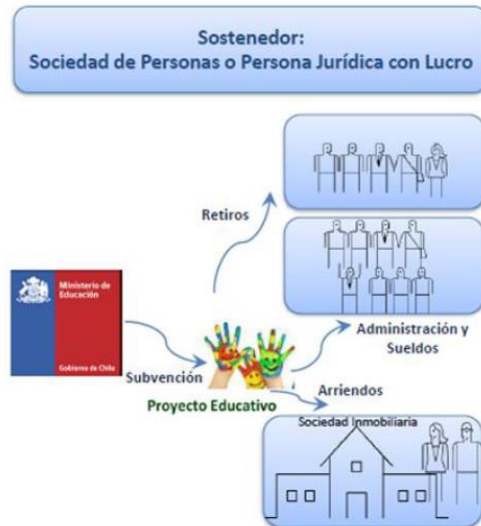 Sostenedor:
Sociedad de Personas o Persona Jurídica con Lucro
Retiros
Ministerio de
Educación
Gobierno de Chile
Subvención
Administración y
Sueldos
Proyecto Educativo
Arriendos
Sociedad Inmobiliaria